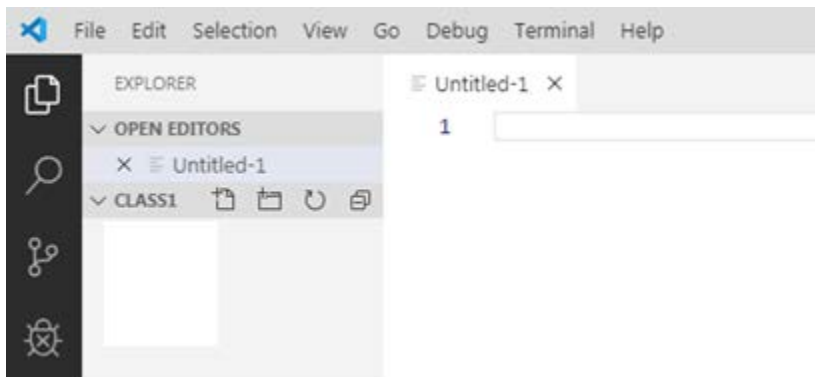 File Edit Selection View Go Debug Terminal Help
EXPLORER
OPEN EDITORS
Untitled-1
CLASS1
Untitled-1
1